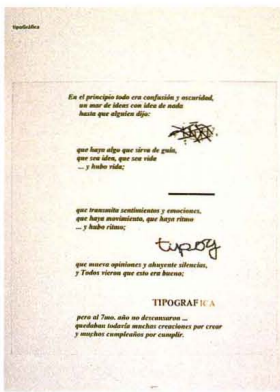 tipoGráfica
En el principio todo era confusión y oscuridad,
un mar de ideas con idea de nada
hasta que alguien dijo:
que haya algo que sirva de guía,
que sea idea, que sea vida
... y hubo vida;
que transmita sentimientos y emociones,
que haya movimiento, que haya ritmo
... y hubo ritmo;
tipog
que mueva opiniones y ahuyente silencios,
y Todos vieron que esto era bueno;
TIPOGRAFICA
pero al 7mo. año no descansaron ...
quedaban todavía muchas creaciones por crear
y muchos cumpleaños por cumplir.